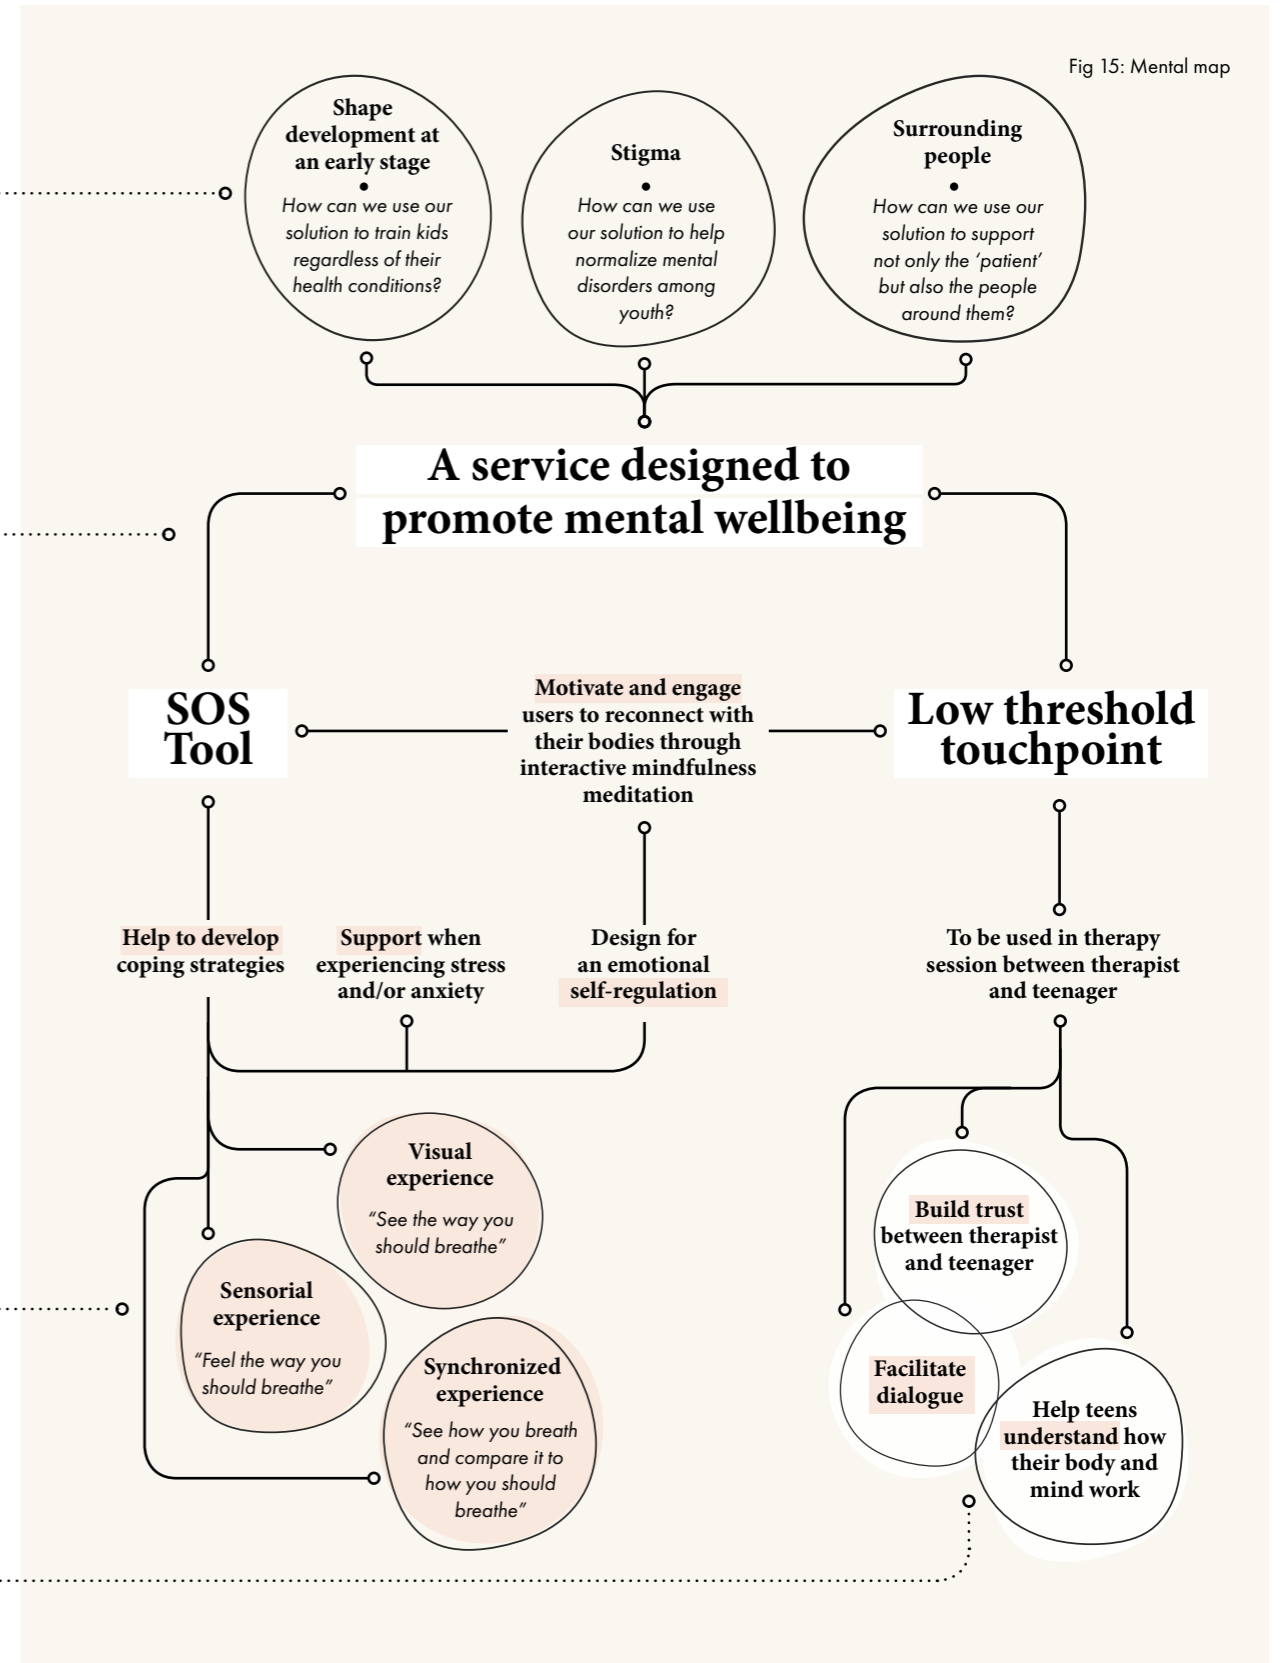 Fig 15: Mental map
Shape
development at
an early stage
•
How can we use our
solution to train kids
regardless of their
health conditions?
Stigma
•
How can we use
our solution to help
normalize mental
disorders among
youth?
Surrounding
people
•
How can we use our
solution to support
not only the ‘patient’
but also the people
around them?
A service designed to
promote mental wellbeing
SOS
Tool
Motivate and engage
users to reconnect with
their bodies through
interactive mindfulness
meditation
Low threshold
touchpoint
Help to develop
coping strategies
Support when
experiencing stress
and/or anxiety
Design for
an emotional
self-regulation
To be used in therapy
session between therapist
and teenager
Visual
experience
“See the way you
should breathe”
Sensorial
experience
“Feel the way you
should breathe”
Synchronized
experience
“See how you breath
and compare it to
how you should
breathe”
Build trust
between therapist
and teenager
Facilitate
dialogue
Help teens
understand how
their body and
mind work